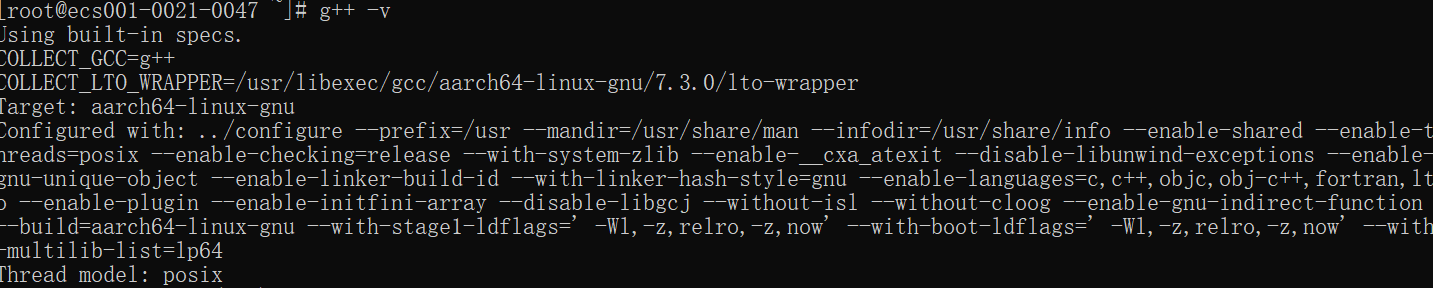 [root@ecs001-0021-0047 ~]# g++ -v
Using built-in specs.
COLLECT_GCC=g++
COLLECT_LTO_WRAPPER=/usr/libexec/gcc/aarch64-linux-gnu/7.3.0/lto-wrapper
Target: aarch64-linux-gnu
Configured with: ../configure --prefix=/usr --mandir=/usr/share/man --infodir=/usr/share/info --enable-shared --enable-t
hreads=posix --enable-checking=release --with-system-zlib --enable-__cxa_atexit --disable-libunwind-exceptions --enable-
gnu-unique-object --enable-linker-build-id --with-linker-hash-style=gnu --enable-languages=c,c++,objc,obj-c++,fortran,lt
o --enable-plugin --enable-initfini-array --disable-libgcj --without-isl --without-cloog --enable-gnu-indirect-function
--build=aarch64-linux-gnu --with-stage1-ldflags=' -Wl,-z,relro,-z,now' --with-boot-ldflags=' -Wl,-z,relro,-z,now' --with
-multilib-list=lp64
Thread model: posix